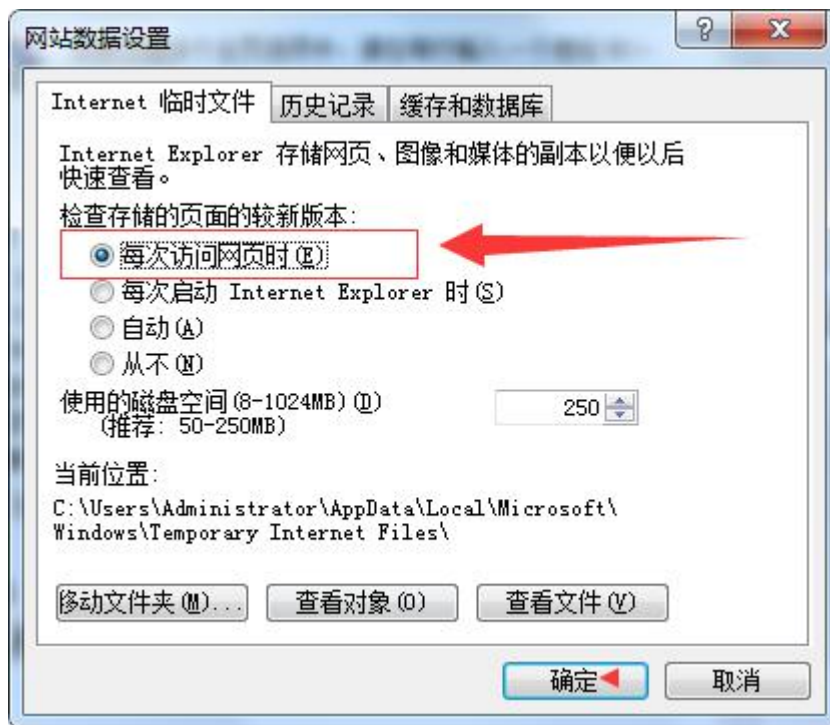 网站数据设置
Internet 临时文件
历史记录
缓存和数据库
Internet Explorer 存储网页、图像和媒体的副本以便以后
快速查看。
检查存储的页面的较新版本:
每次访问网页时(E)
每次启动 Internet Explorer 时(S)
自动(A)
从不(N)
使用的磁盘空间(8-1024MB)(D)
250
(推荐: 50-250MB)
当前位置:
C:\Users\Administrator\AppData\Local\Microsoft\
Windows\Temporary Internet Files\
移动文件夹(M)...
查看对象(O)
查看文件(V)
确定
取消